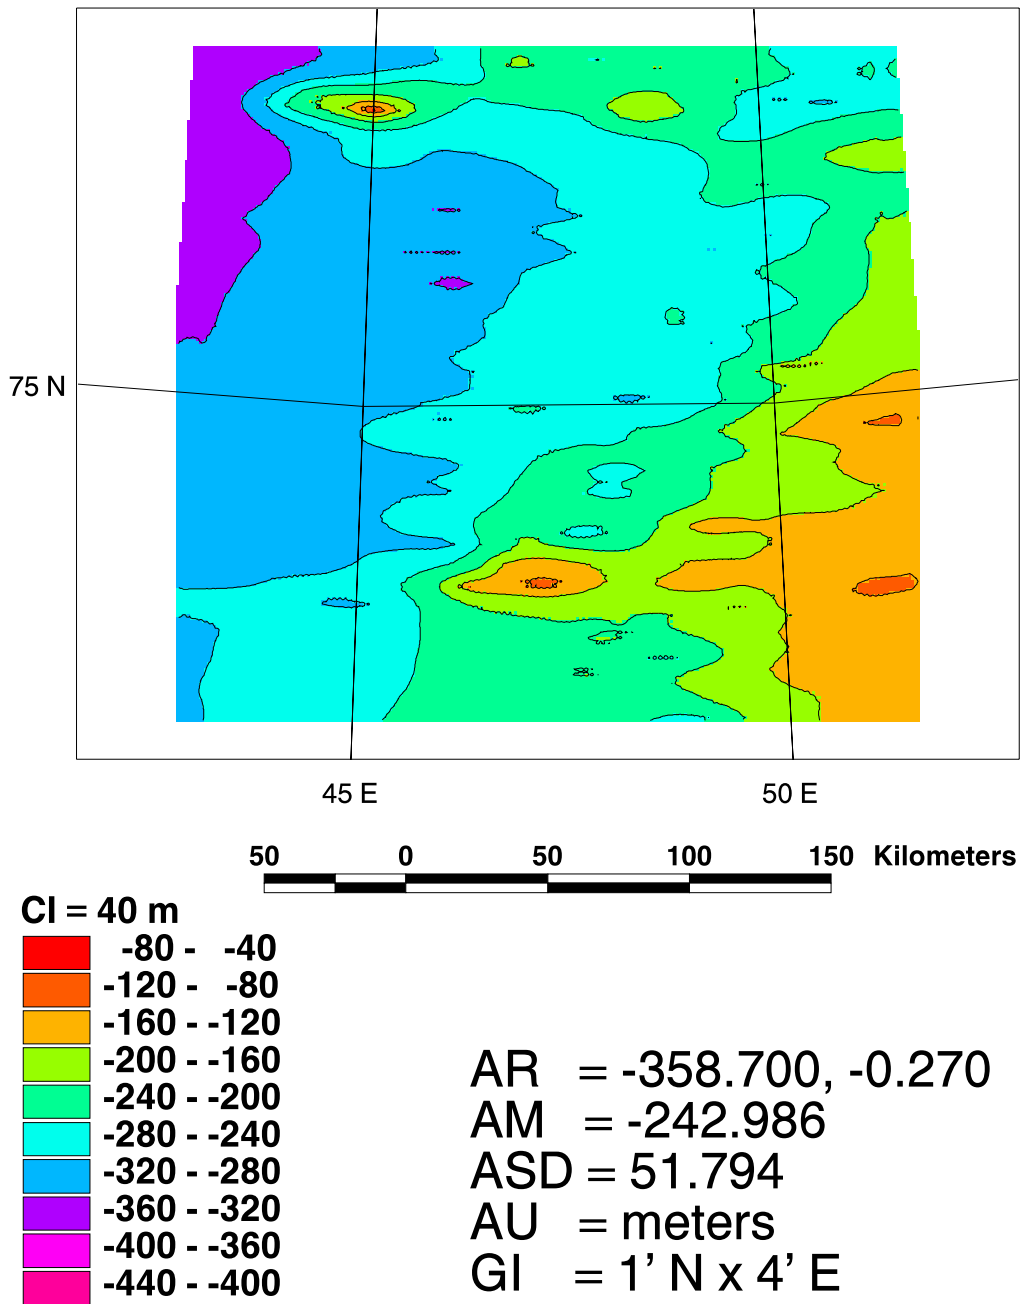 75 N
45 E 50 E
50 0 50 100 150 Kilometers
CI = 40 m
-80 - -40
-120 - -80
-160 - -120
-200 - -160
-240 - -200
-280 - -240
-320 - -280
-360 - -320
-400 - -360
-440 - -400
AR = -358.700, -0.270
AM = -242.986
ASD = 51.794
AU = meters
GI = 1' N x 4' E